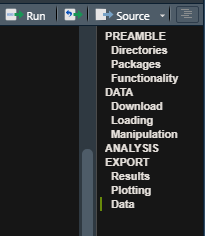 Run Source
PREAMBLE
Directories
Packages
Functionality
DATA
Download
Loading
Manipulation
ANALYSIS
EXPORT
Results
Plotting
Data